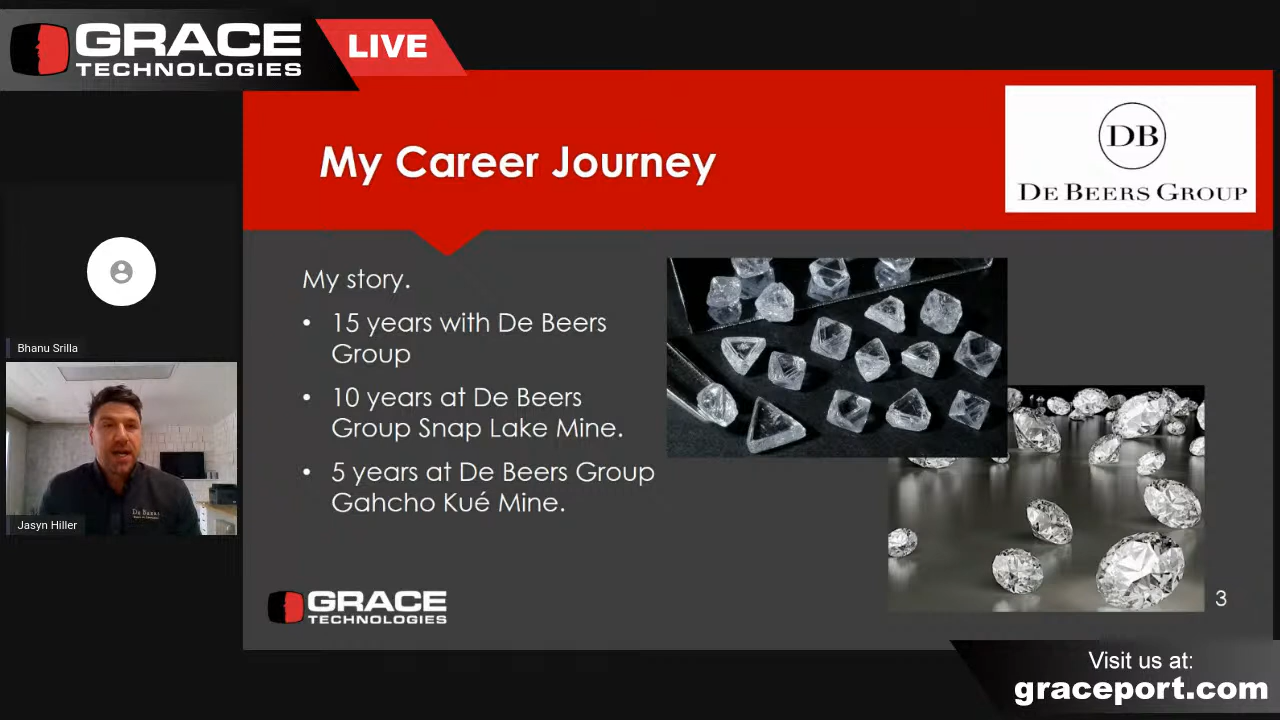 GRACE
TECHNOLOGIES
LIVE
My Career Journey
DB
DE BEERS GROUP
My story.
• 15 years with De Beers
Group
• 10 years at De Beers
Group Snap Lake Mine.
• 5 years at De Beers Group
Gahcho Kué Mine.
Bhanu Srilla
De Beers
Jasyn Hiller
GRACE
TECHNOLOGIES
3
Visit us at:
graceport.com